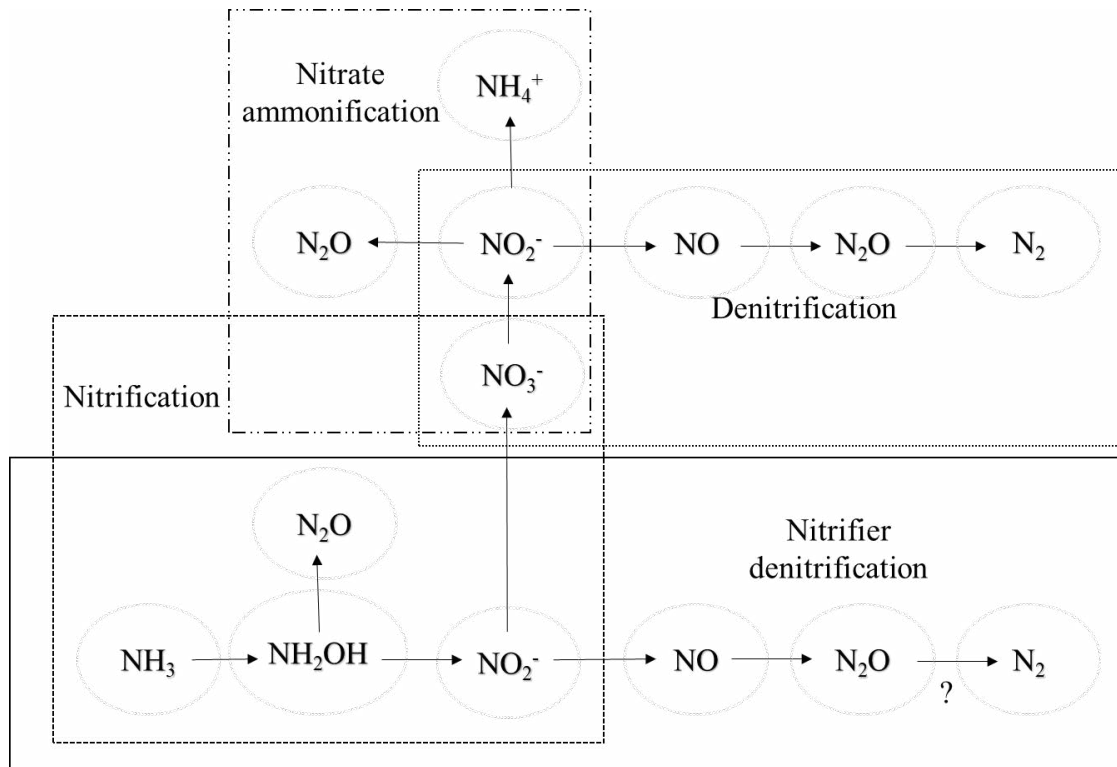 Nitrate
ammonification
NH₄⁺
N₂O
NO₂⁻
NO
N₂O
N₂
Denitrification
NO₃⁻
Nitrification
N₂O
Nitrifier
denitrification
NH₃
NH₂OH
NO₂⁻
NO
N₂O
N₂
?